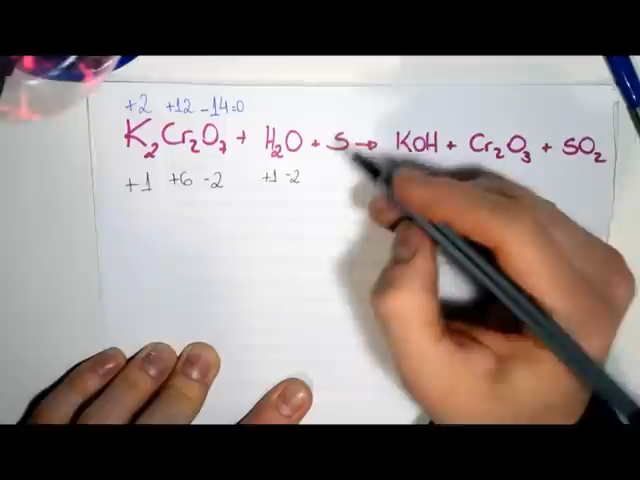 +2 +12 -14=0
K₂Cr₂O₇ + H₂O + S → KOH + Cr₂O₃ + SO₂
+1 +6 -2 +1 -2